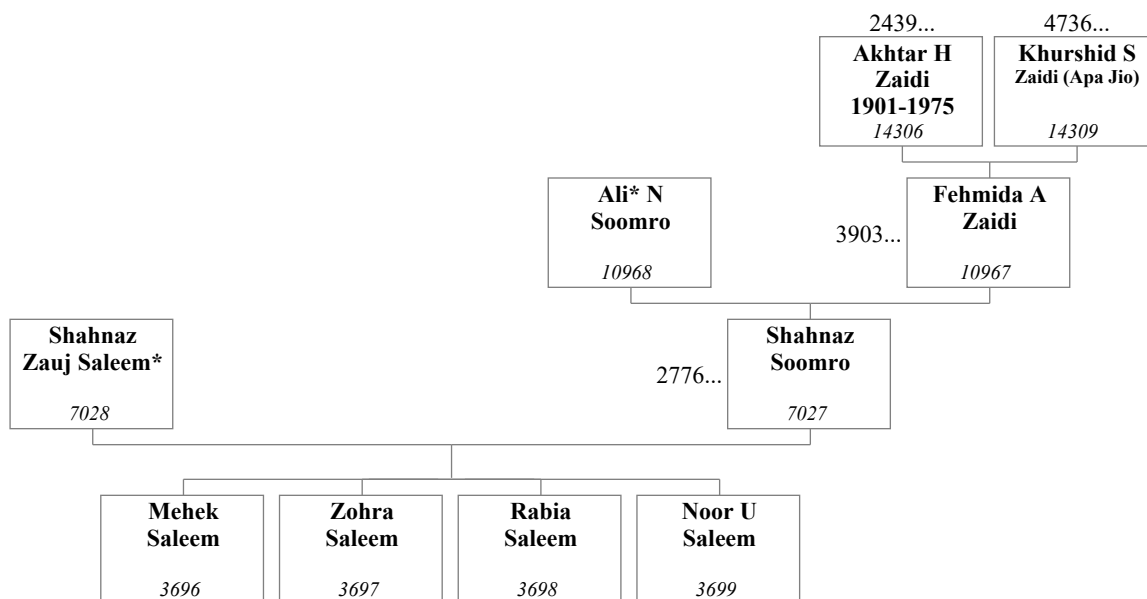 2439...
4736...
Akhtar H
Zaidi
1901-1975
14306
Khurshid S
Zaidi (Apa Jio)
14309
Ali* N
Soomro
10968
3903...
Fehmida A
Zaidi
10967
Shahnaz
Zauj Saleem*
7028
2776...
Shahnaz
Soomro
7027
Mehek
Saleem
3696
Zohra
Saleem
3697
Rabia
Saleem
3698
Noor U
Saleem
3699